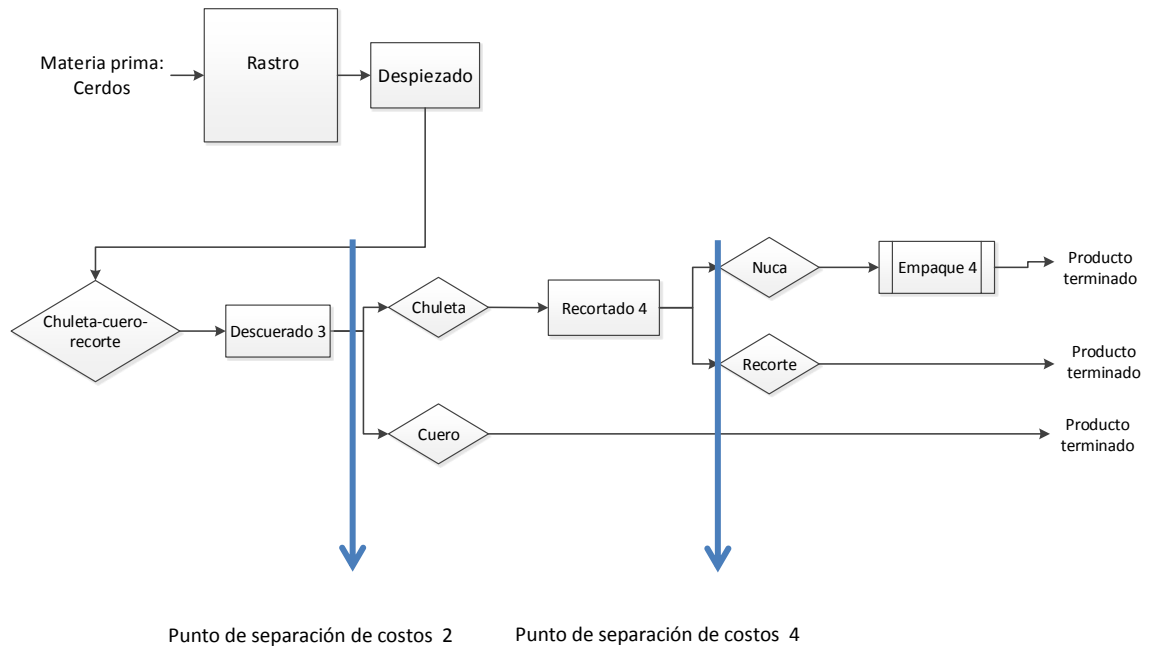 Materia prima:
Cerdos
Rastro
Despiezado
Chuleta-cuero-
recorte
Descuerado 3
Chuleta
Recortado 4
Nuca
Empaque 4
Producto
terminado
Recorte
Producto
terminado
Cuero
Producto
terminado
Punto de separación de costos  2
Punto de separación de costos  4